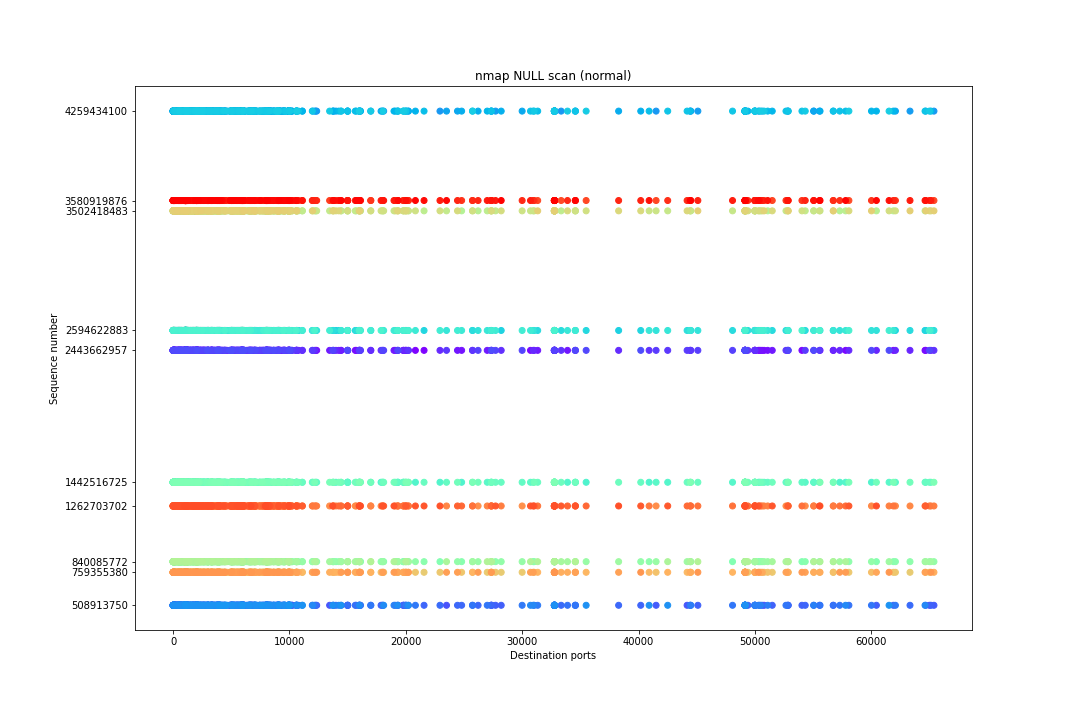 nmap NULL scan (normal)
4259434100
3580919876
3502418483
2594622883
2443662957
1442516725
1262703702
840085772
759355380
508913750
Sequence number
0 10000 20000 30000 40000 50000 60000
Destination ports